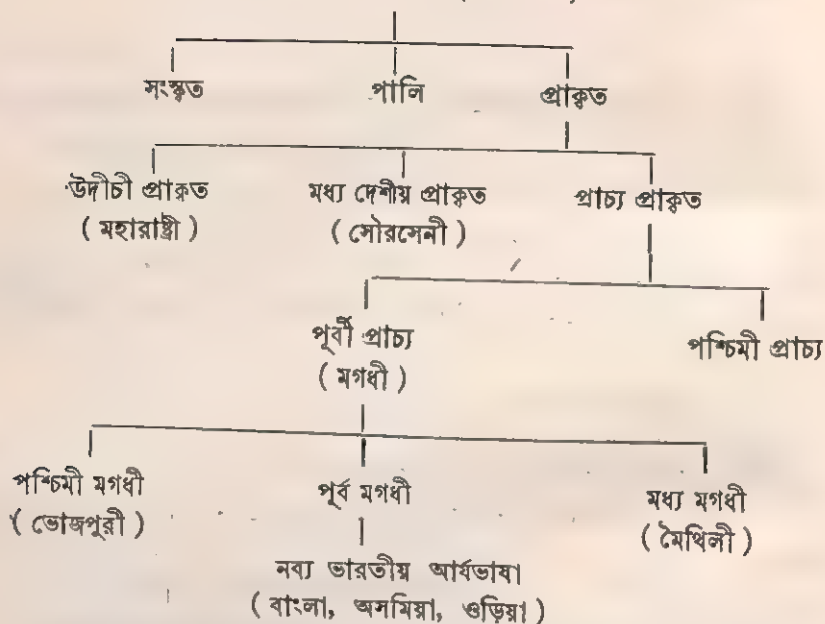 সংস্কৃত পালি প্রাকৃত
উদীচী প্রাকৃত মধ্য দেশীয় প্রাকৃত প্রাচ্য প্রাকৃত
( মহারাষ্ট্রী ) ( সৌরসেনী )
পূর্বী প্রাচ্য পশ্চিমী প্রাচ্য
( মগধী )
পশ্চিমী মগধী পূর্ব মগধী মধ্য মগধী
( ভোজপুরী ) ( মৈথিলী )
নব্য ভারতীয় আর্যভাষা
( বাংলা, অসমিয়া, ওড়িয়া )